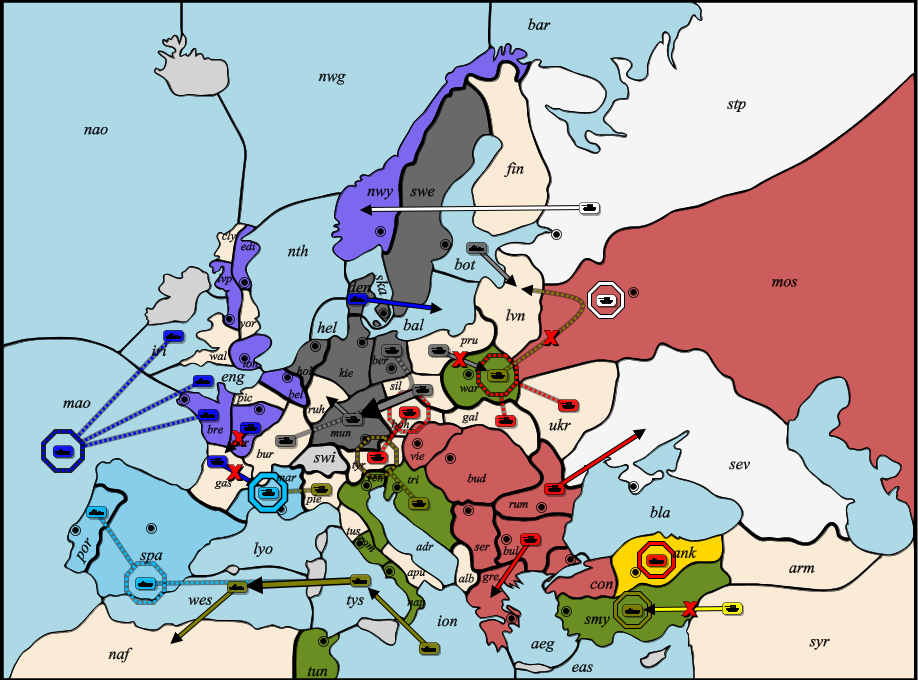 bar
nwg
stp
nao
fin
nwy
swe
cly
edi
nth
bot
mos
lvp
den
ska
lvn
yor
hel
bal
iri
wal
lon
hol
kie
ber
pru
war
eng
mao
pic
bel
ruh
sil
bre
mun
boh
gal
ukr
bur
swi
tyr
vie
gas
mar
pie
ven
tri
bud
sev
rum
bla
por
spa
lyo
tus
rom
adr
ser
bul
ank
apu
alb
gre
con
arm
wes
tys
nap
ion
smy
naf
aeg
syr
tun
eas